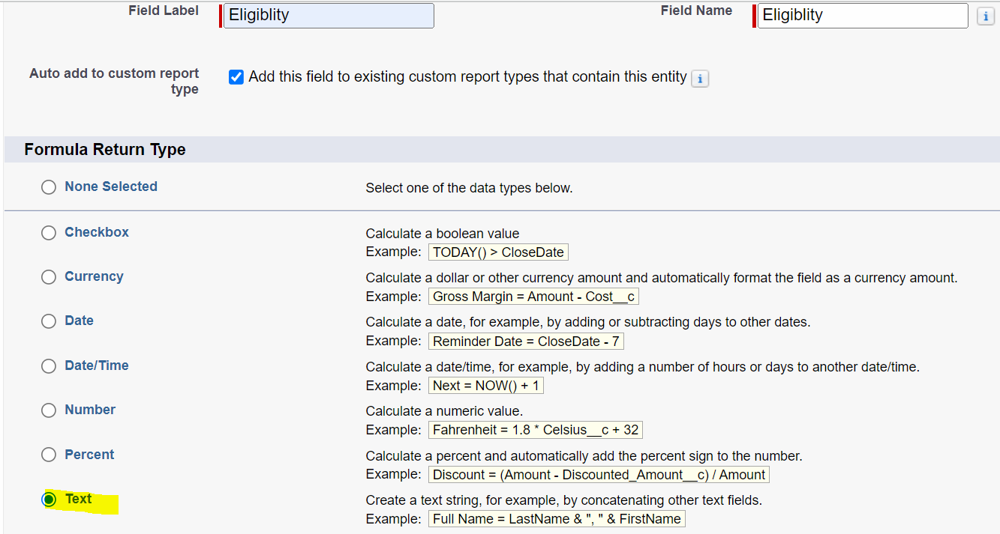 Field Label Eligiblity Field Name Eligiblity i
Auto add to custom report type
Add this field to existing custom report types that contain this entity i
Formula Return Type
None Selected Select one of the data types below.
Checkbox Calculate a boolean value
Example: TODAY() > CloseDate
Currency Calculate a dollar or other currency amount and automatically format the field as a currency amount.
Example: Gross Margin = Amount - Cost__c
Date Calculate a date, for example, by adding or subtracting days to other dates.
Example: Reminder Date = CloseDate - 7
Date/Time Calculate a date/time, for example, by adding a number of hours or days to another date/time.
Example: Next = NOW() + 1
Number Calculate a numeric value.
Example: Fahrenheit = 1.8 * Celsius__c + 32
Percent Calculate a percent and automatically add the percent sign to the number.
Example: Discount = (Amount - Discounted_Amount__c) / Amount
Text Create a text string, for example, by concatenating other text fields.
Example: Full Name = LastName & ", " & FirstName